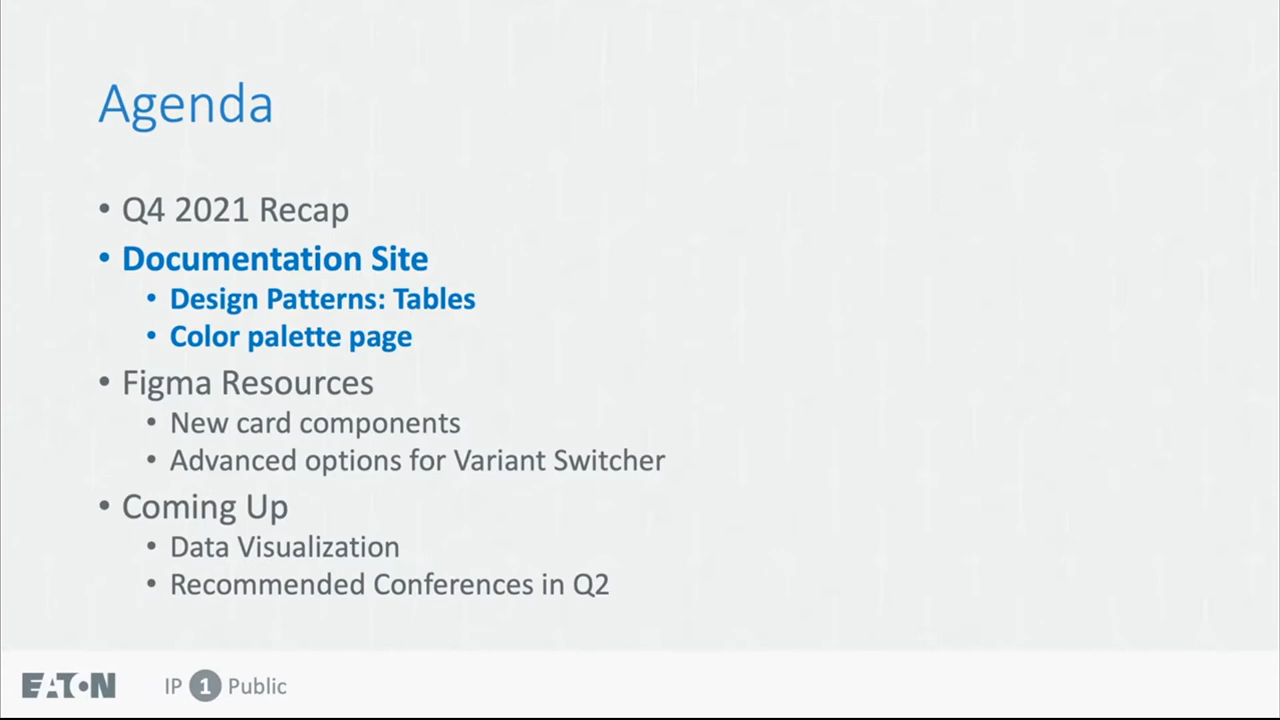 Agenda
• Q4 2021 Recap
• Documentation Site
• Design Patterns: Tables
• Color palette page
• Figma Resources
• New card components
• Advanced options for Variant Switcher
• Coming Up
• Data Visualization
• Recommended Conferences in Q2
EATON IP 1 Public